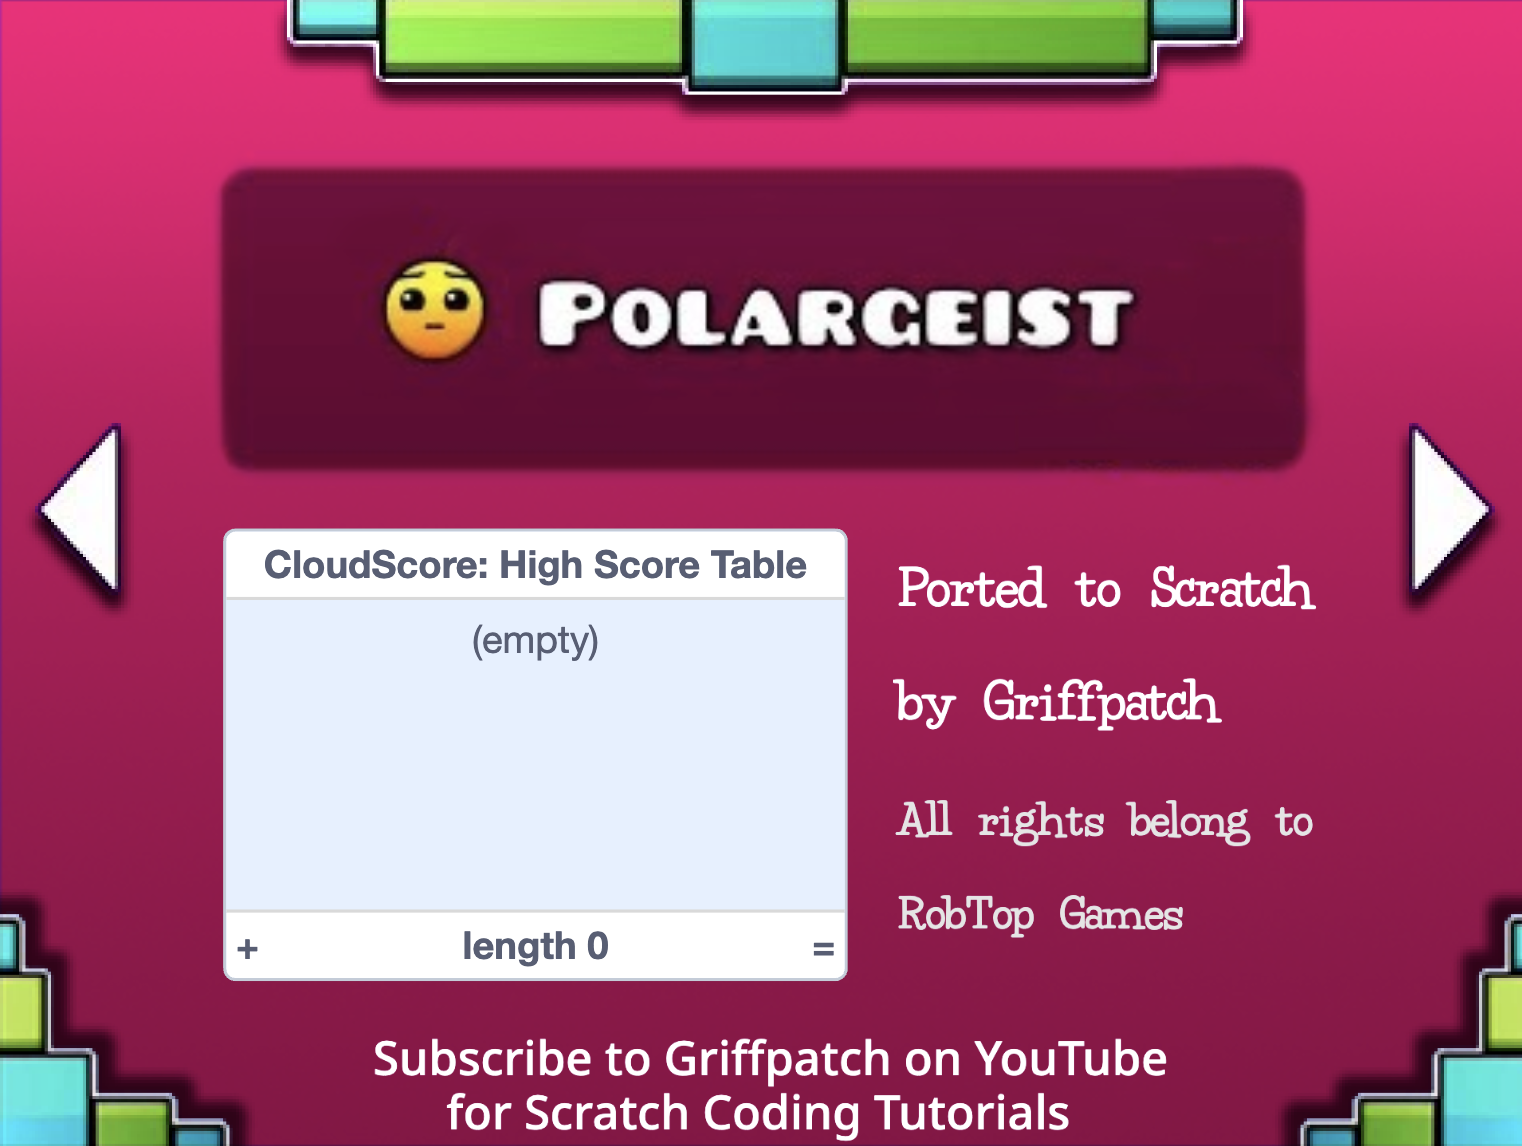 POLARGEIST
CloudScore: High Score Table
(empty)
+ length 0 =
Ported to Scratch
by Griffpatch
All rights belong to
RobTop Games
Subscribe to Griffpatch on YouTube
for Scratch Coding Tutorials